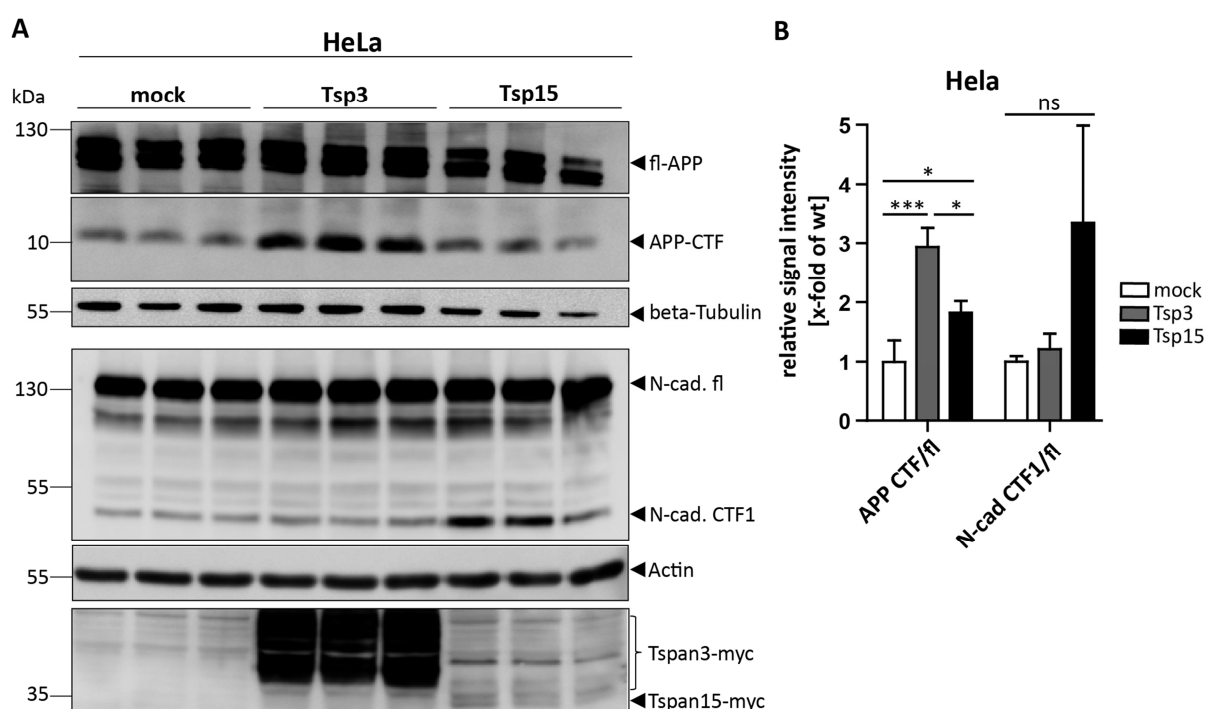 A
HeLa
kDa
mock
Tsp3
Tsp15
130
fl-APP
10
APP-CTF
55
beta-Tubulin
130
N-cad. fl
55
N-cad. CTF1
55
Actin
Tspan3-myc
35
Tspan15-myc
B
Hela
ns
relative signal intensity
[x-fold of wt]
5
4
3
2
1
0
*
*** *
APP CTF/fl
N-cad CTF1/fl
mock
Tsp3
Tsp15